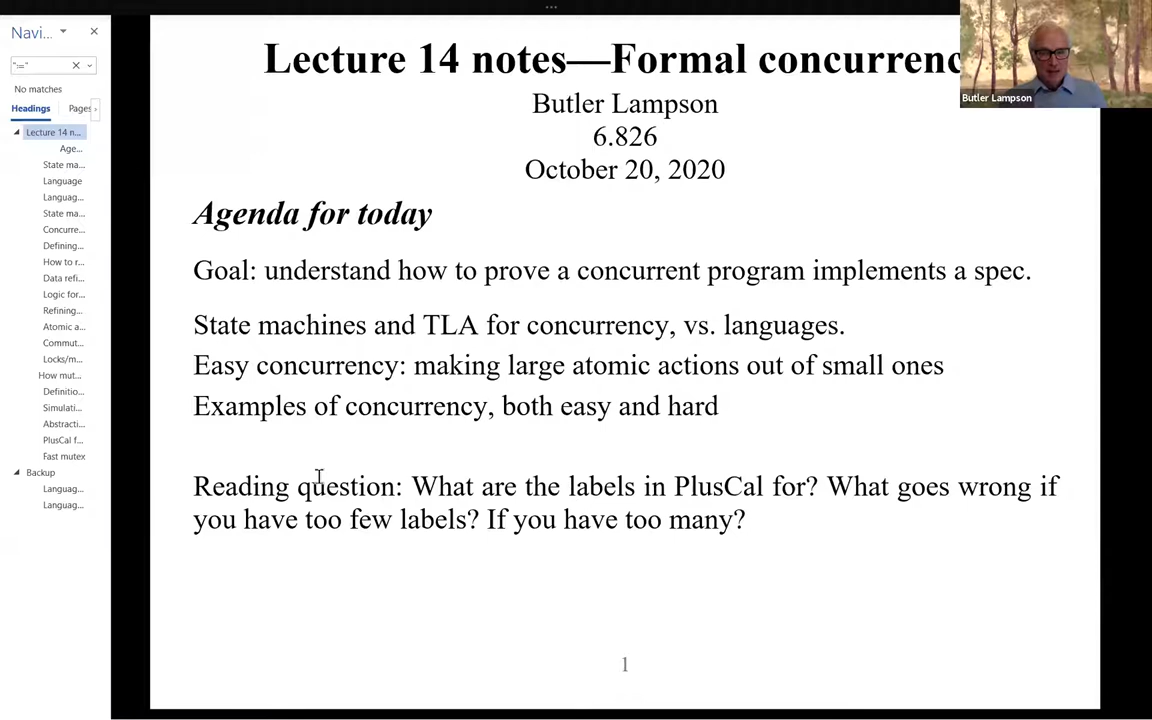 Navi...
":="
No matches
Headings
Pages
Lecture 14 n...
Age...
State ma...
Language
Languag...
State ma...
Concurre...
Defining...
How to r...
Data refi...
Logic for...
Refining...
Atomic a...
Commut...
Locks/m...
How mut...
Definitio...
Simulati...
Abstracti...
PlusCal f...
Fast mutex
Backup
Languag...
Languag...
Lecture 14 notes—Formal concurrenc
Butler Lampson
6.826
October 20, 2020
Agenda for today
Goal: understand how to prove a concurrent program implements a spec.
State machines and TLA for concurrency, vs. languages.
Easy concurrency: making large atomic actions out of small ones
Examples of concurrency, both easy and hard
Reading question: What are the labels in PlusCal for? What goes wrong if
you have too few labels? If you have too many?
1
Butler Lampson